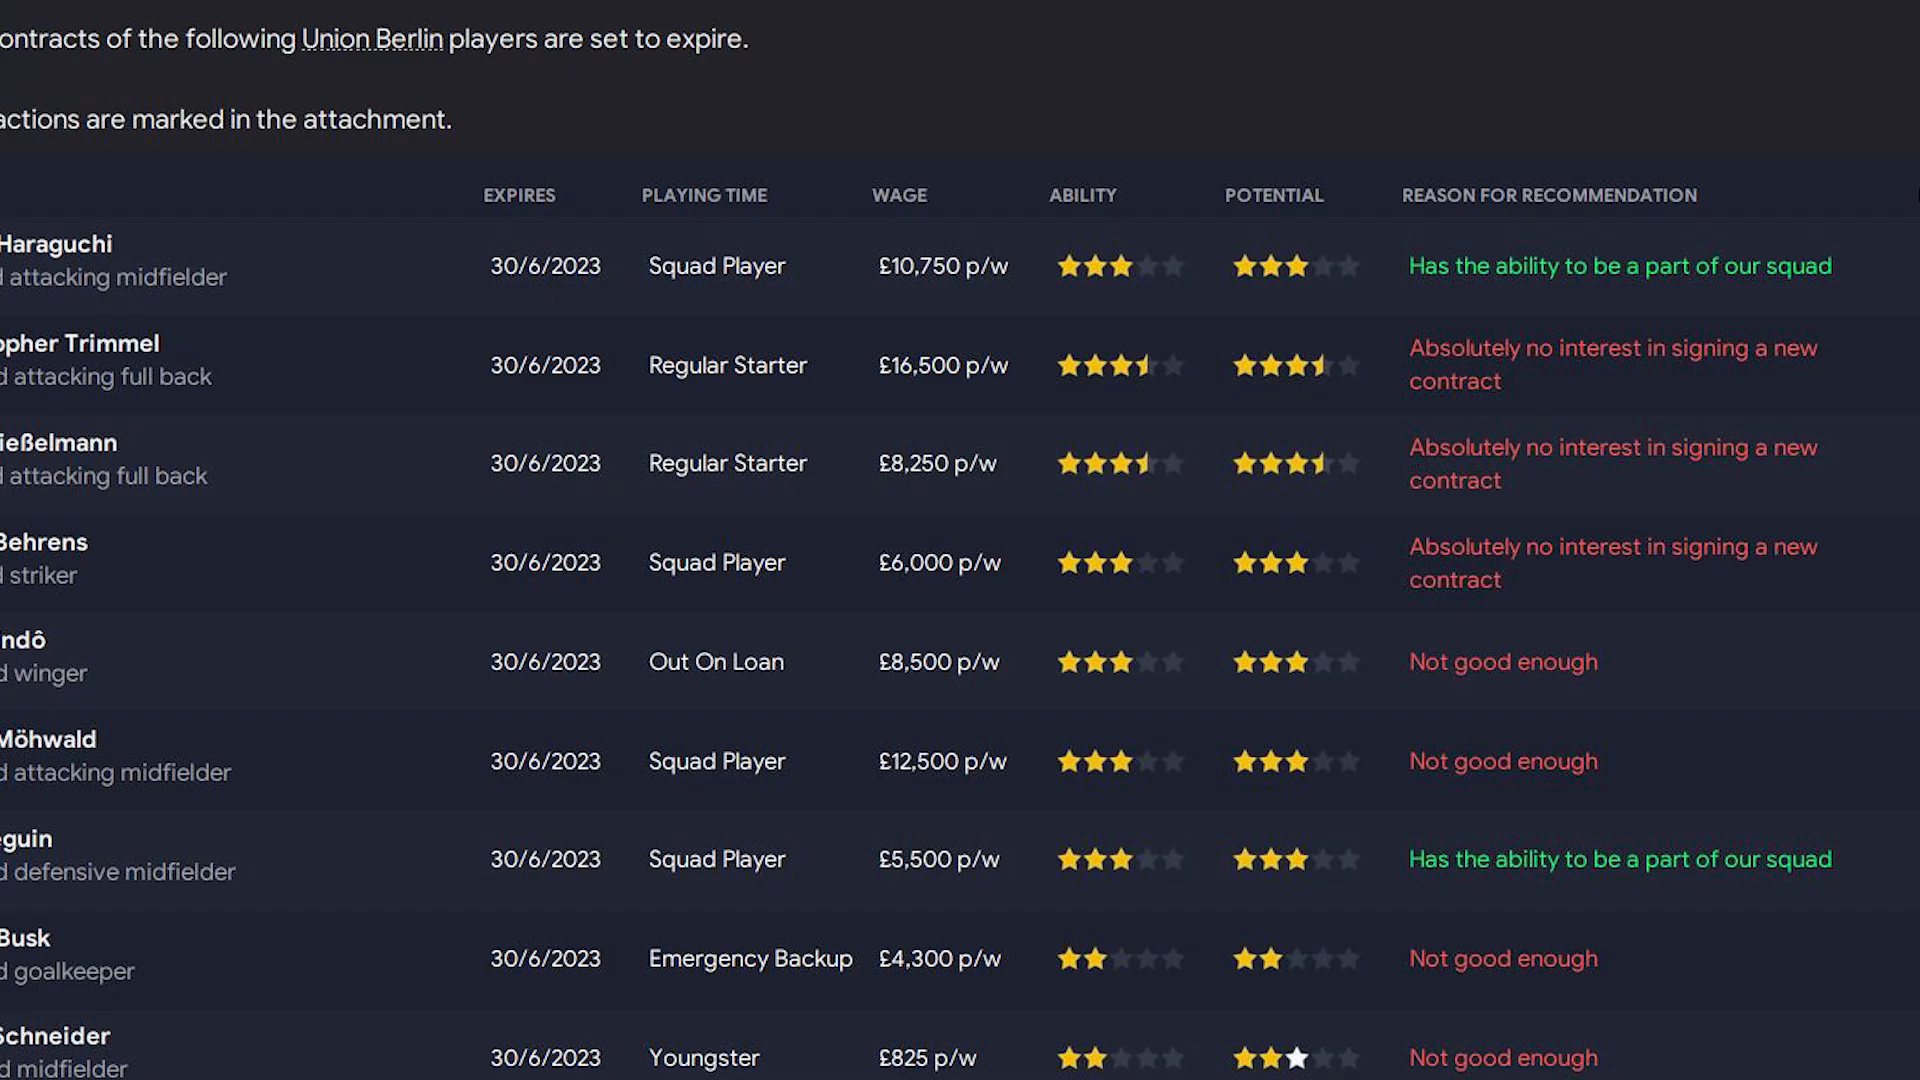 ontracts of the following Union Berlin players are set to expire.
actions are marked in the attachment.
EXPIRES PLAYING TIME WAGE ABILITY POTENTIAL REASON FOR RECOMMENDATION
Haraguchi
d attacking midfielder
30/6/2023 Squad Player £10,750 p/w Has the ability to be a part of our squad
opher Trimmel
d attacking full back
30/6/2023 Regular Starter £16,500 p/w Absolutely no interest in signing a new
contract
ießelmann
d attacking full back
30/6/2023 Regular Starter £8,250 p/w Absolutely no interest in signing a new
contract
Behrens
d striker
30/6/2023 Squad Player £6,000 p/w Absolutely no interest in signing a new
contract
ndô
d winger
30/6/2023 Out On Loan £8,500 p/w Not good enough
Möhwald
d attacking midfielder
30/6/2023 Squad Player £12,500 p/w Not good enough
eguin
d defensive midfielder
30/6/2023 Squad Player £5,500 p/w Has the ability to be a part of our squad
Busk
d goalkeeper
30/6/2023 Emergency Backup £4,300 p/w Not good enough
Schneider
d midfielder
30/6/2023 Youngster £825 p/w Not good enough